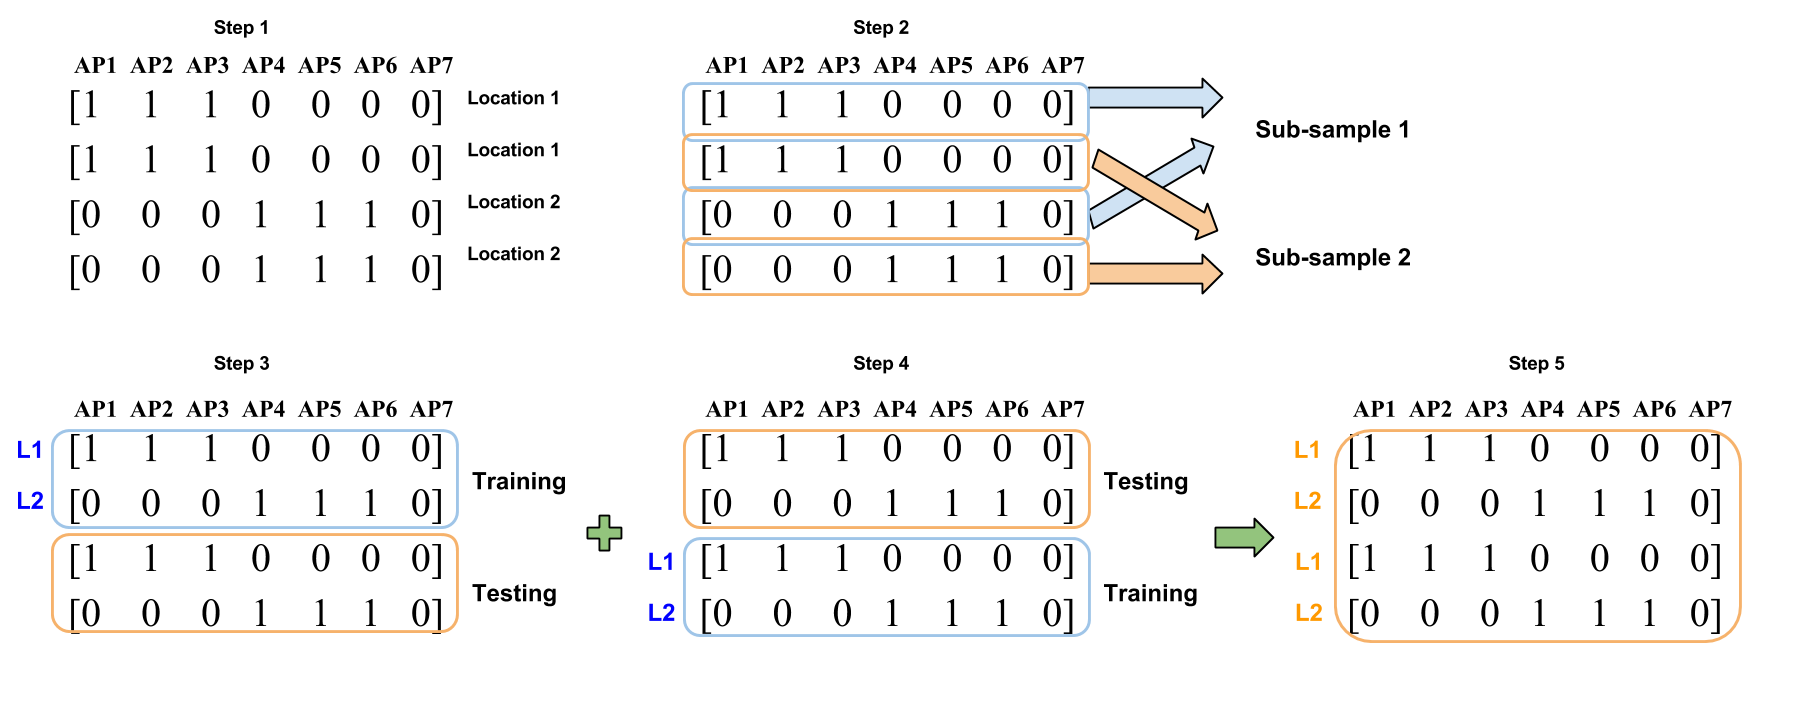 Step 1
AP1 AP2 AP3 AP4 AP5 AP6 AP7
[1 1 1 0 0 0 0] Location 1
[1 1 1 0 0 0 0] Location 1
[0 0 0 1 1 1 0] Location 2
[0 0 0 1 1 1 0] Location 2
Step 2
AP1 AP2 AP3 AP4 AP5 AP6 AP7
[1 1 1 0 0 0 0]
[1 1 1 0 0 0 0]
[0 0 0 1 1 1 0]
[0 0 0 1 1 1 0]
Sub-sample 1
Sub-sample 2
Step 3
AP1 AP2 AP3 AP4 AP5 AP6 AP7
L1 [1 1 1 0 0 0 0]
L2 [0 0 0 1 1 1 0]
Training
[1 1 1 0 0 0 0]
[0 0 0 1 1 1 0]
Testing
Step 4
AP1 AP2 AP3 AP4 AP5 AP6 AP7
[1 1 1 0 0 0 0]
[0 0 0 1 1 1 0]
Testing
L1 [1 1 1 0 0 0 0]
L2 [0 0 0 1 1 1 0]
Training
Step 5
AP1 AP2 AP3 AP4 AP5 AP6 AP7
L1 [1 1 1 0 0 0 0]
L2 [0 0 0 1 1 1 0]
L1 [1 1 1 0 0 0 0]
L2 [0 0 0 1 1 1 0]